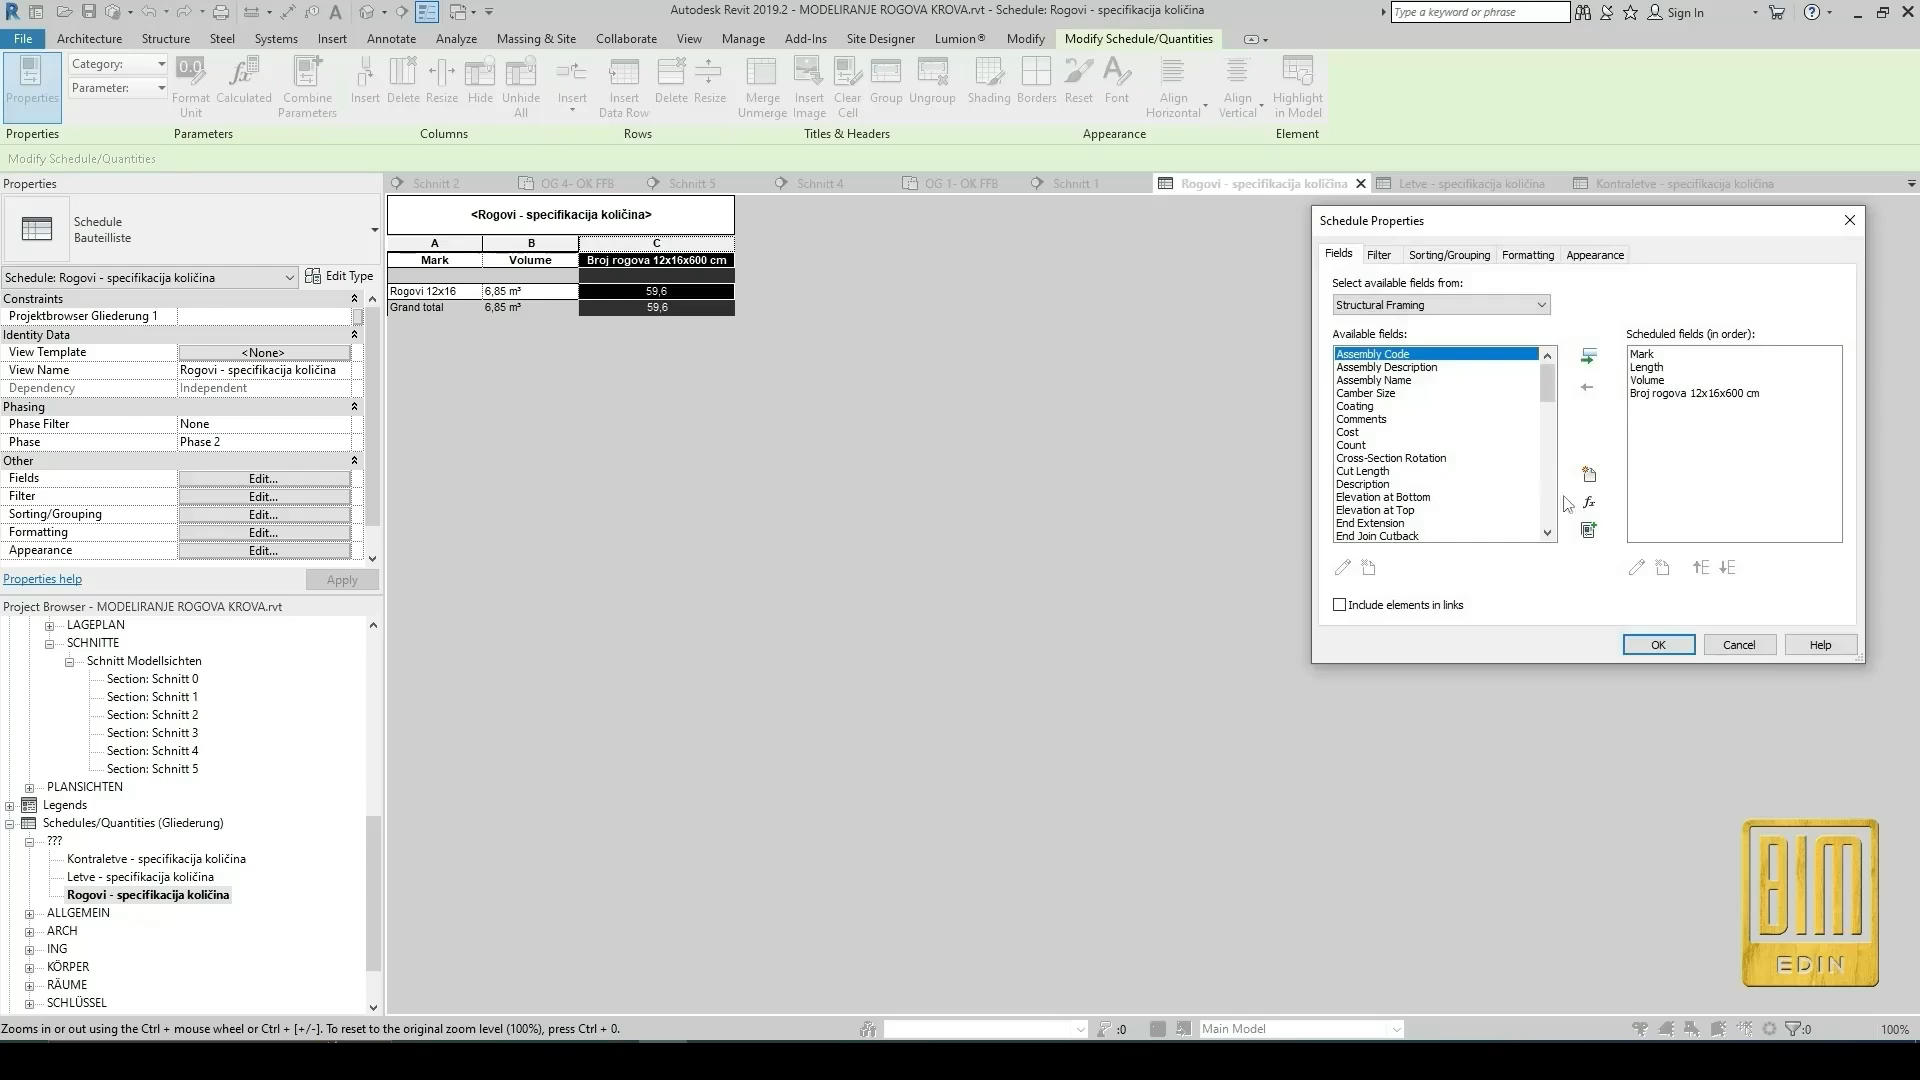 Autodesk Revit 2019.2 - MODELIRANJE ROGOVA KROVA.rvt - Schedule: Rogovi - specifikacija količina
Type a keyword or phrase
Sign In
File Architecture Structure Steel Systems Insert Annotate Analyze Massing & Site Collaborate View Manage Add-Ins Site Designer Lumion® Modify Modify Schedule/Quantities
Category:
Parameter:
Properties
Format Unit
Calculated
Combine Parameters
Insert Delete Resize Hide Unhide All
Insert
Insert Data Row
Delete Resize
Merge Unmerge
Insert Image
Clear Cell
Group Ungroup
Shading Borders Reset Font
Align Horizontal
Align Vertical
Highlight in Model
Properties Parameters Columns Rows Titles & Headers Appearance Element
Modify Schedule/Quantities
Properties
Schnitt 2 OG 4- OK FFB Schnitt 5 Schnitt 4 OG 1- OK FFB Schnitt 1 Rogovi - specifikacija količina Letve - specifikacija količina Kontraletve - specifikacija količina
Schedule
Bauteilliste
Schedule: Rogovi - specifikacija količina
Edit Type
Constraints
Projektbrowser Gliederung 1
Identity Data
View Template <None>
View Name Rogovi - specifikacija količina
Dependency Independent
Phasing
Phase Filter None
Phase Phase 2
Other
Fields Edit...
Filter Edit...
Sorting/Grouping Edit...
Formatting Edit...
Appearance Edit...
Properties help
Apply
<Rogovi - specifikacija količina>
A B C
Mark Volume Broj rogova 12x16x600 cm
Rogovi 12x16 6,85 m³ 59,6
Grand total 6,85 m³ 59,6
Schedule Properties
Fields Filter Sorting/Grouping Formatting Appearance
Select available fields from:
Structural Framing
Available fields:
Assembly Code
Assembly Description
Assembly Name
Camber Size
Coating
Comments
Cost
Count
Cross-Section Rotation
Cut Length
Description
Elevation at Bottom
Elevation at Top
End Extension
End Join Cutback
Scheduled fields (in order):
Mark
Length
Volume
Broj rogova 12x16x600 cm
Include elements in links
OK Cancel Help
Project Browser - MODELIRANJE ROGOVA KROVA.rvt
LAGEPLAN
SCHNITTE
Schnitt Modellsichten
Section: Schnitt 0
Section: Schnitt 1
Section: Schnitt 2
Section: Schnitt 3
Section: Schnitt 4
Section: Schnitt 5
PLANSICHTEN
Legends
Schedules/Quantities (Gliederung)
???
Kontraletve - specifikacija količina
Letve - specifikacija količina
Rogovi - specifikacija količina
ALLGEMEIN
ARCH
ING
KÖRPER
RÄUME
SCHLÜSSEL
BIM
EDIN
Zooms in or out using the Ctrl + mouse wheel or Ctrl + [+/-]. To reset to the original zoom level (100%), press Ctrl + 0.
:0
Main Model
:0
100%